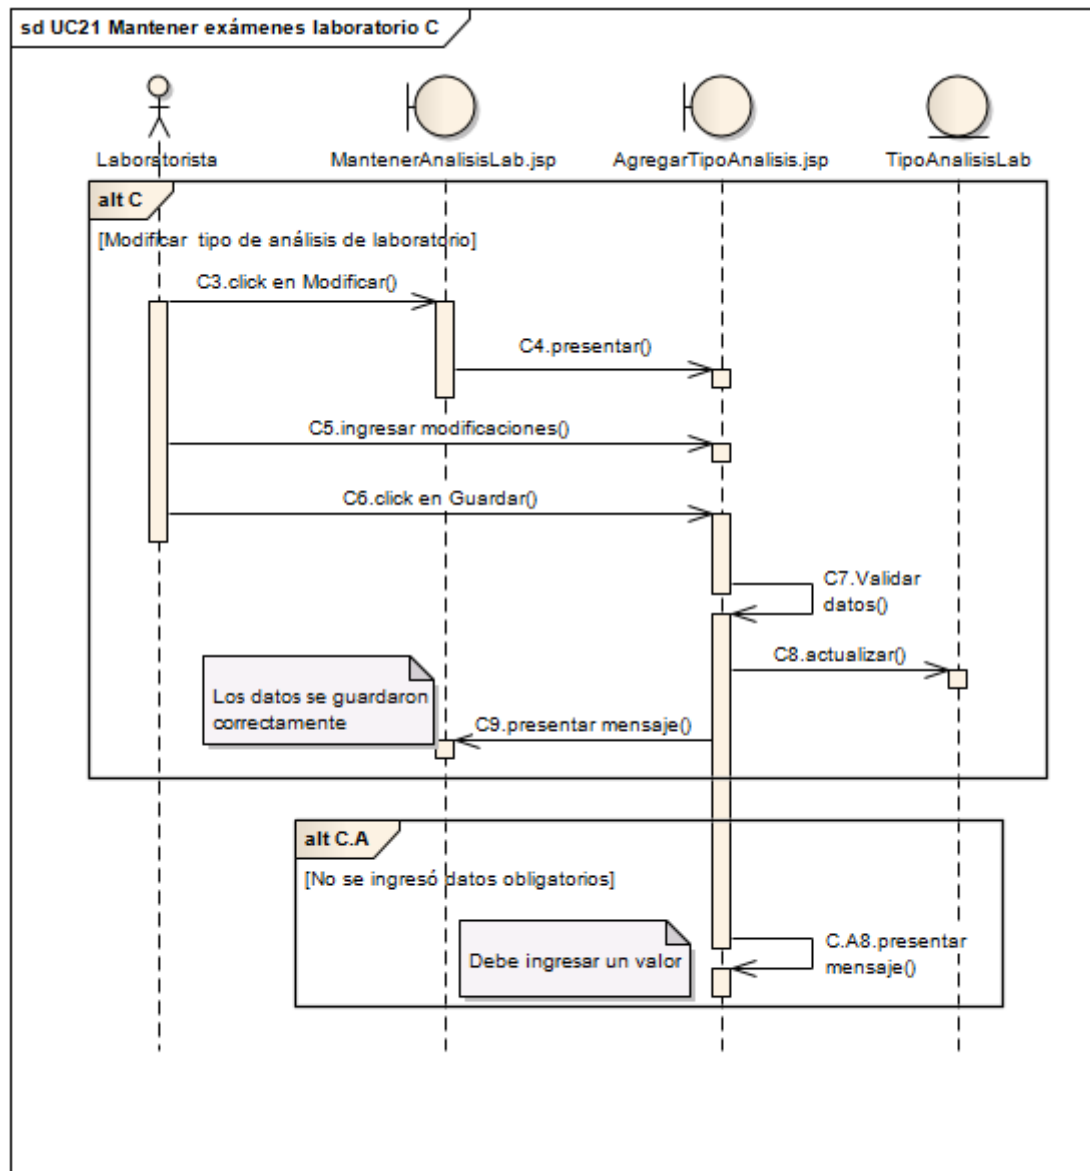 sd UC21 Mantener exámenes laboratorio C
Laboratorista
MantenerAnalisisLab.jsp
AgregarTipoAnalisis.jsp
TipoAnalisisLab
alt C
[Modificar tipo de análisis de laboratorio]
C3.click en Modificar()
C4.presentar()
C5.ingresar modificaciones()
C6.click en Guardar()
C7.Validar
datos()
C8.actualizar()
Los datos se guardaron
correctamente
C9.presentar mensaje()
alt C.A
[No se ingresó datos obligatorios]
Debe ingresar un valor
C.A8.presentar
mensaje()